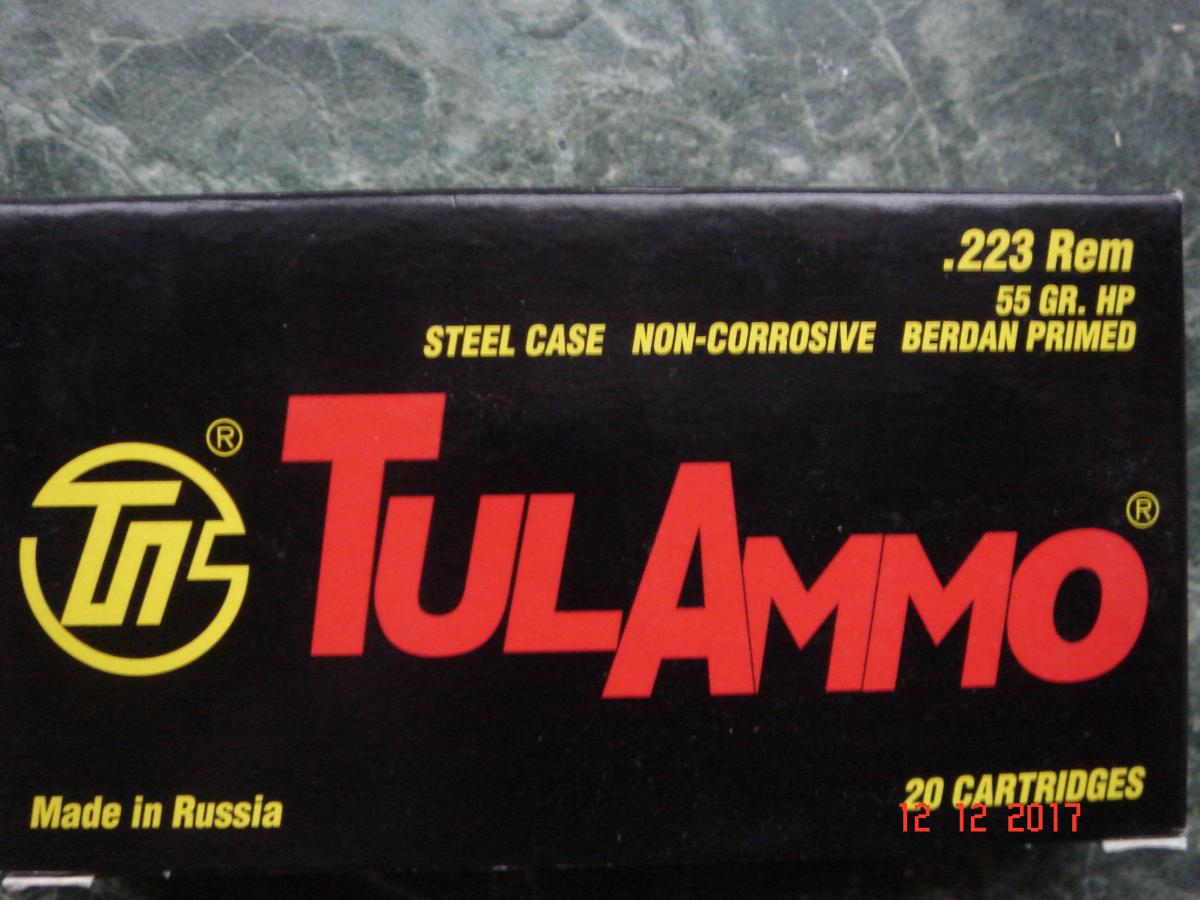 .223 Rem
55 GR. HP
STEEL CASE NON-CORROSIVE BERDAN PRIMED
®
TULAMMO ®
Made in Russia
20 CARTRIDGES
12 12 2017